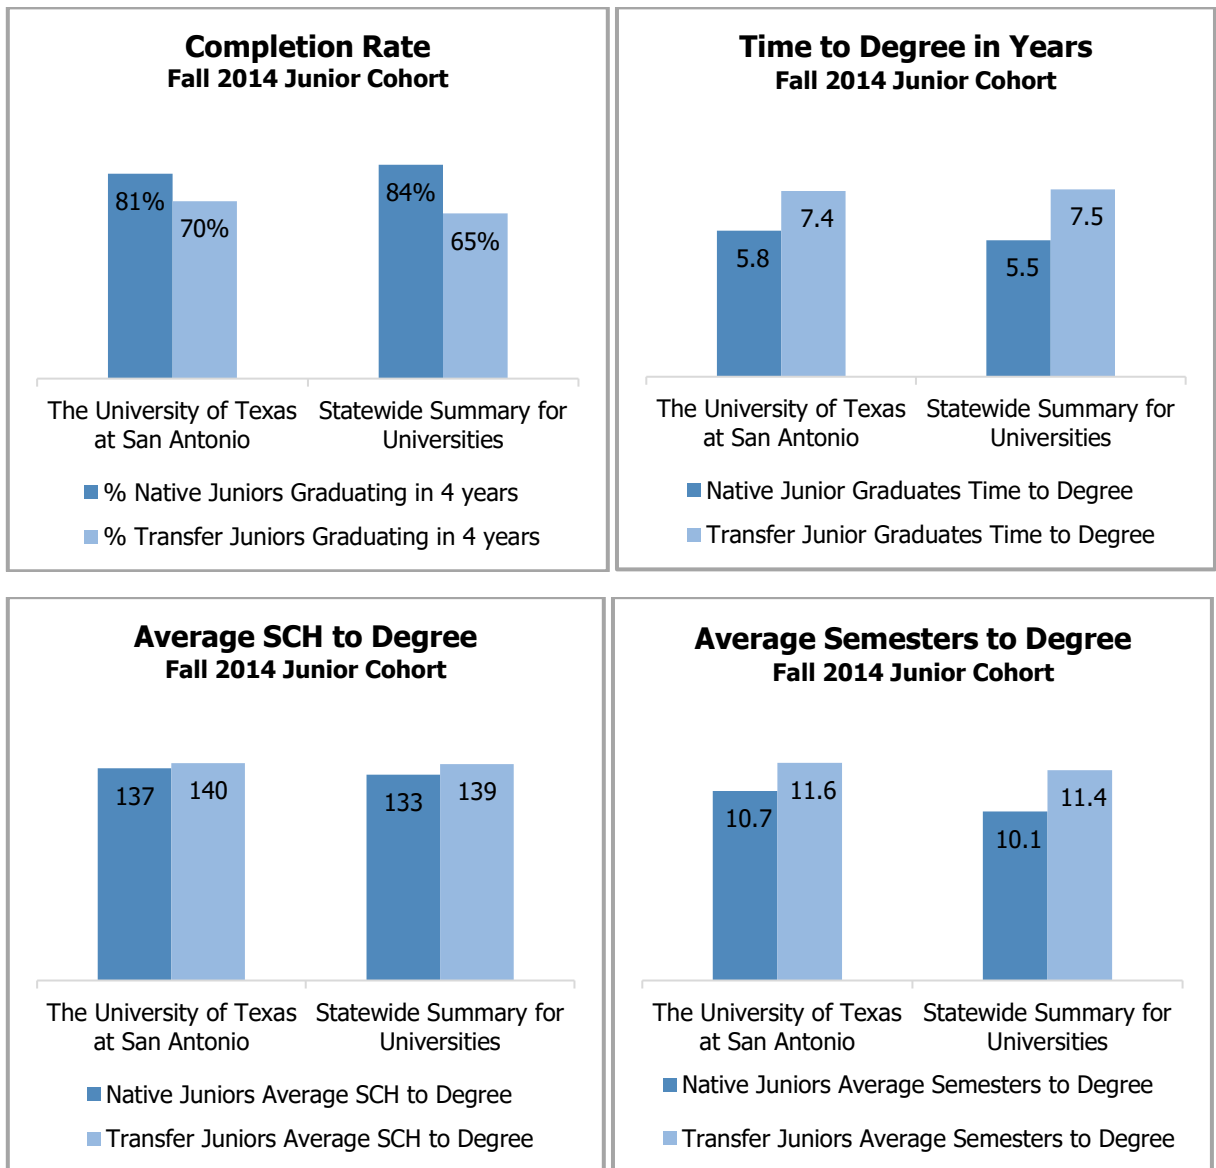 Completion Rate
Fall 2014 Junior Cohort
81%
70%
84%
65%
The University of Texas
at San Antonio
Statewide Summary for
Universities
% Native Juniors Graduating in 4 years
% Transfer Juniors Graduating in 4 years
Time to Degree in Years
Fall 2014 Junior Cohort
5.8
7.4
5.5
7.5
The University of Texas
at San Antonio
Statewide Summary for
Universities
Native Junior Graduates Time to Degree
Transfer Junior Graduates Time to Degree
Average SCH to Degree
Fall 2014 Junior Cohort
137
140
133
139
The University of Texas
at San Antonio
Statewide Summary for
Universities
Native Juniors Average SCH to Degree
Transfer Juniors Average SCH to Degree
Average Semesters to Degree
Fall 2014 Junior Cohort
10.7
11.6
10.1
11.4
The University of Texas
at San Antonio
Statewide Summary for
Universities
Native Juniors Average Semesters to Degree
Transfer Juniors Average Semesters to Degree